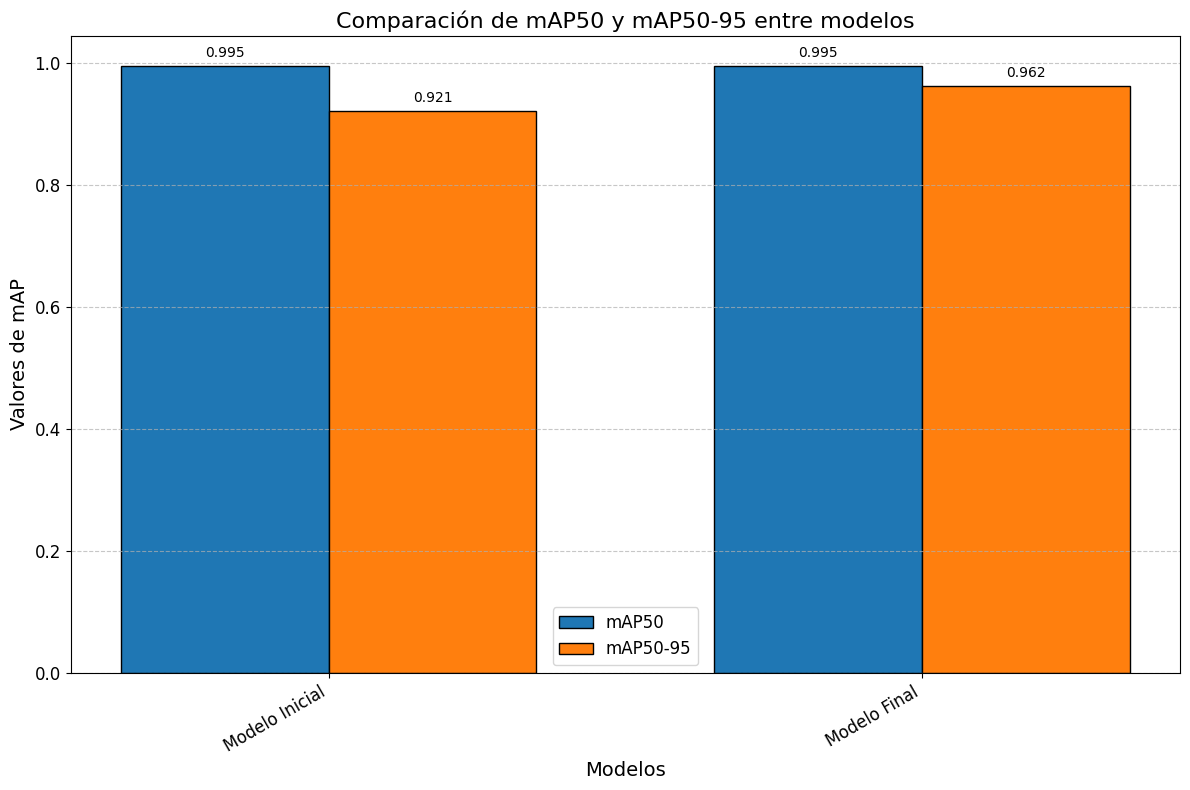 Comparación de mAP50 y mAP50-95 entre modelos
0.995
0.921
0.995
0.962
Valores de mAP
1.0
0.8
0.6
0.4
0.2
0.0
mAP50
mAP50-95
Modelo Inicial
Modelo Final
Modelos